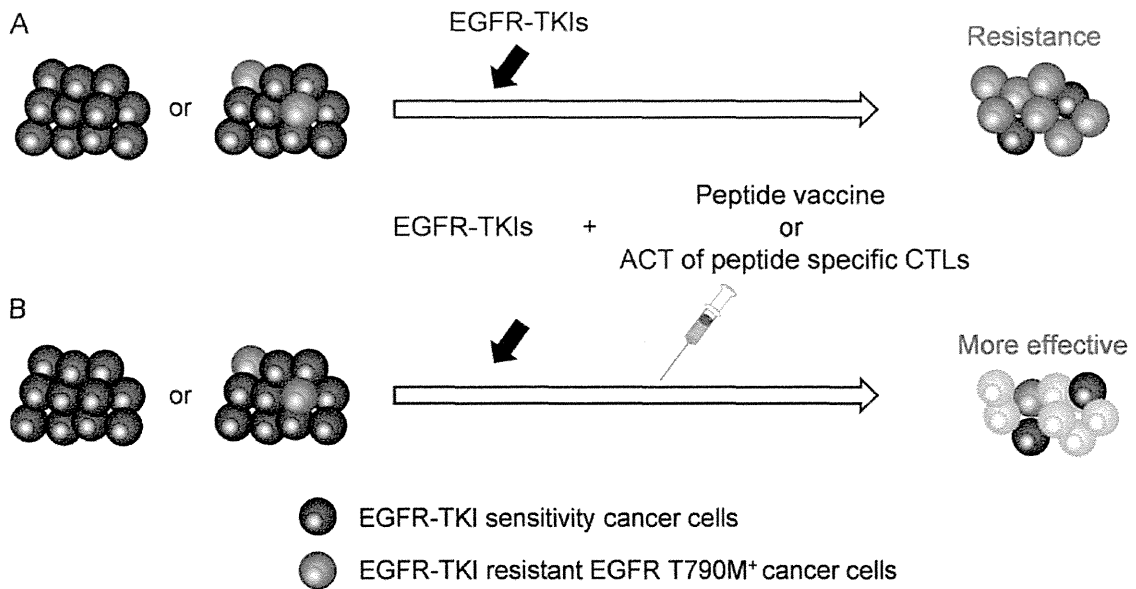 A
EGFR-TKIs
Resistance
or
EGFR-TKIs + Peptide vaccine
or
ACT of peptide specific CTLs
B
More effective
or
EGFR-TKI sensitivity cancer cells
EGFR-TKI resistant EGFR T790M⁺ cancer cells